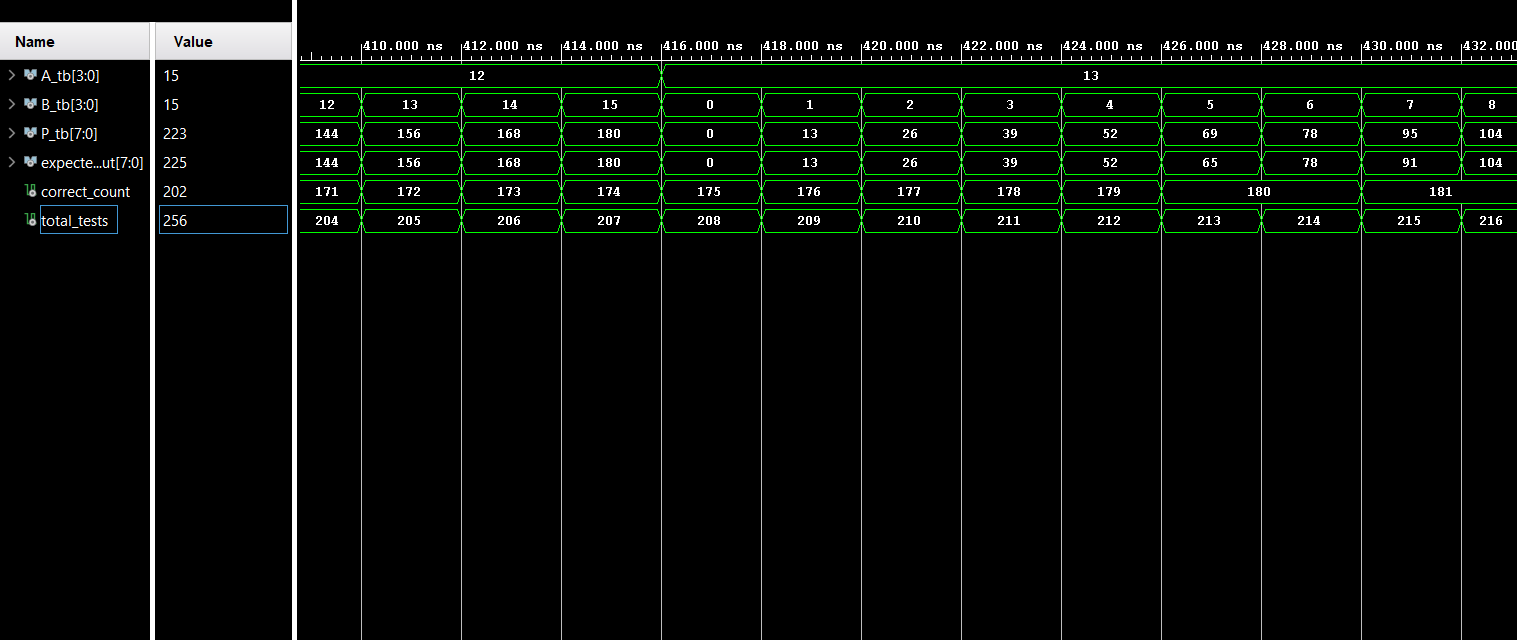 Name Value 410.000 ns 412.000 ns 414.000 ns 416.000 ns 418.000 ns 420.000 ns 422.000 ns 424.000 ns 426.000 ns 428.000 ns 430.000 ns 432.000
A_tb[3:0] 15 12 13
B_tb[3:0] 15 12 13 14 15 0 1 2 3 4 5 6 7 8
P_tb[7:0] 223 144 156 168 180 0 13 26 39 52 69 78 95 104
expecte...ut[7:0] 225 144 156 168 180 0 13 26 39 52 65 78 91 104
correct_count 202 171 172 173 174 175 176 177 178 179 180 181
total_tests 256 204 205 206 207 208 209 210 211 212 213 214 215 216